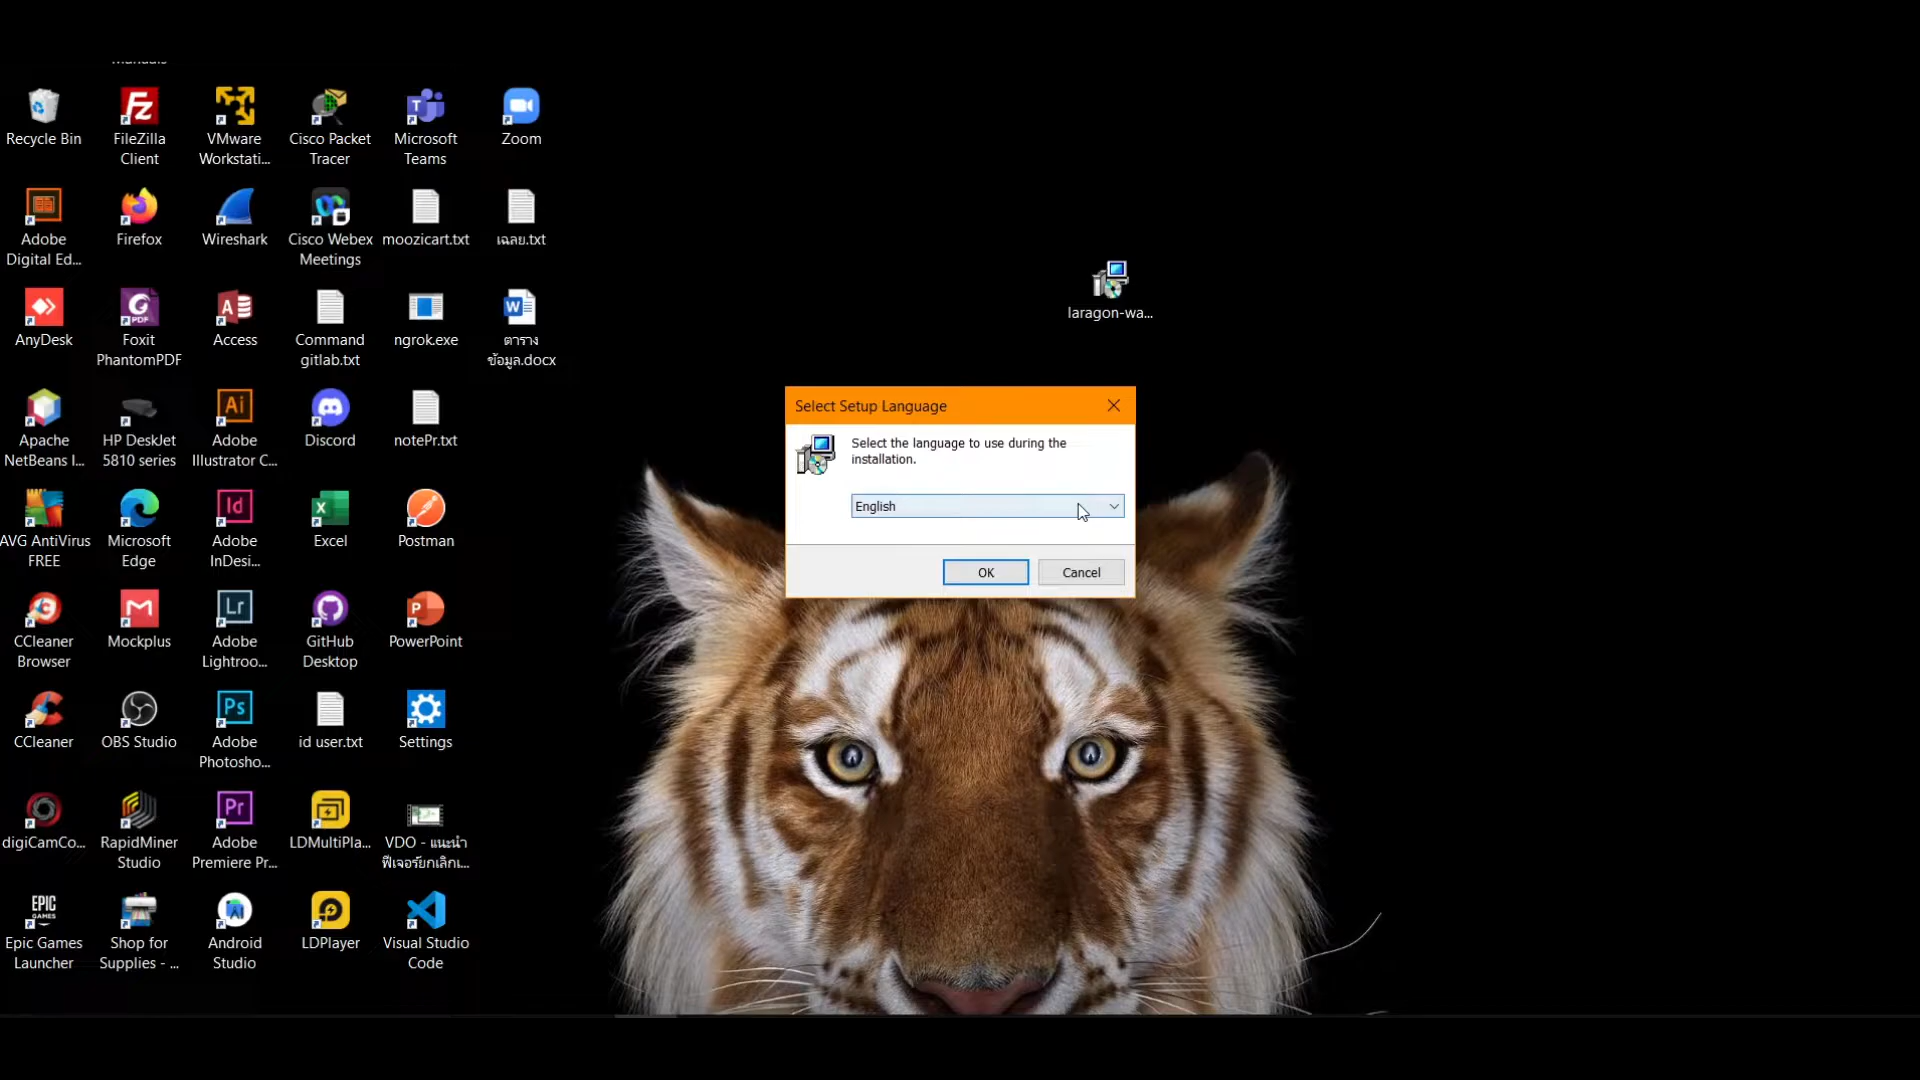 Recycle Bin
FileZilla
Client
VMware
Workstati...
Cisco Packet
Tracer
Microsoft
Teams
Zoom
Adobe
Digital Ed...
Firefox
Wireshark
Cisco Webex
Meetings
moozicart.txt
เฉลย.txt
laragon-wa...
AnyDesk
Foxit
PhantomPDF
Access
Command
gitlab.txt
ngrok.exe
ตาราง
ข้อมูล.docx
Select Setup Language
Select the language to use during the
installation.
English
OK
Cancel
Apache
NetBeans I...
HP DeskJet
5810 series
Adobe
Illustrator C...
Discord
notePr.txt
AVG AntiVirus
FREE
Microsoft
Edge
Adobe
InDesi...
Excel
Postman
CCleaner
Browser
Mockplus
Adobe
Lightroo...
GitHub
Desktop
PowerPoint
CCleaner
OBS Studio
Adobe
Photosho...
id user.txt
Settings
digiCamCo...
RapidMiner
Studio
Adobe
Premiere Pr...
LDMultiPla...
VDO - แนะนำ
ฟีเจอร์ยกเลิกเ...
Epic Games
Launcher
Shop for
Supplies - ...
Android
Studio
LDPlayer
Visual Studio
Code